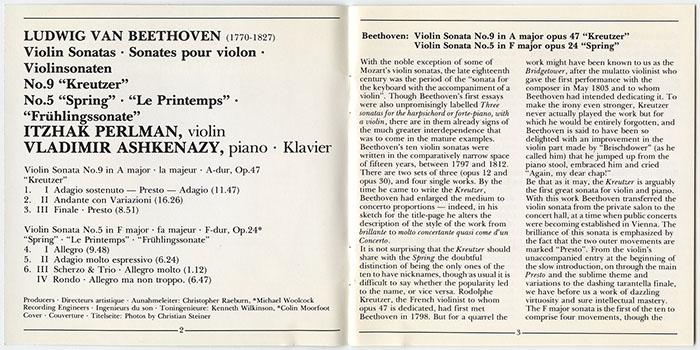 LUDWIG VAN BEETHOVEN (1770-1827)
Violin Sonatas · Sonates pour violon ·
Violinsonaten
No.9 “Kreutzer”
No.5 “Spring” · “Le Printemps” ·
“Frühlingssonate”
ITZHAK PERLMAN, violin
VLADIMIR ASHKENAZY, piano · Klavier
Violin Sonata No.9 in A major · la majeur · A-dur, Op.47
“Kreutzer”
1. I Adagio sostenuto — Presto — Adagio (11.47)
2. II Andante con Variazioni (16.26)
3. III Finale · Presto (8.51)
Violin Sonata No.5 in F major · fa majeur · F-dur, Op.24*
“Spring” · “Le Printemps” · “Frühlingssonate”
4. I Allegro (9.48)
5. II Adagio molto espressivo (6.24)
6. III Scherzo & Trio · Allegro molto (1.12)
IV Rondo · Allegro ma non troppo. (6.47)
Producers · Directeurs artistique · Aunahmeleiter: Christopher Raeburn, *Michael Woolcock
Recording Engineers · Ingenieurs du son · Toningenieure: Kenneth Wilkinson, *Colin Moorfoot
Cover · Couverture · Titelseite: Photos by Christian Steiner
2
Beethoven: Violin Sonata No.9 in A major opus 47 “Kreutzer”
Violin Sonata No.5 in F major opus 24 “Spring”
With the noble exception of some of
Mozart's violin sonatas, the late eighteenth
century was the period of the “sonata for
the keyboard with the accompaniment of a
violin”. Though Beethoven's first essays
were also unpromisingly labelled Three
sonatas for the harpsichord or forte-piano, with
a violin, there are in them already signs of
the much greater interdependence that
was to come in the mature examples.
Beethoven's ten violin sonatas were
written in the comparatively narrow space
of fifteen years, between 1797 and 1812.
There are two sets of three (opus 12 and
opus 30), and four single works. By the
time he came to write the Kreutzer,
Beethoven had enlarged the medium to
concerto proportions — indeed, in his
sketch for the title-page he alters the
description of the style of the work from
brillante to molto concertante quasi come d'un
Concerto.
It is not surprising that the Kreutzer should
share with the Spring the doubtful
distinction of being the only ones of the
ten to have nicknames, though as usual it is
difficult to say whether the popularity led
to the name, or vice versa. Rodolphe
Kreutzer, the French violinist to whom
opus 47 is dedicated, had first met
Beethoven in 1798. But for a quarrel the
work might have been known to us as the
Bridgetower, after the mulatto violinist who
gave the first performance with the
composer in May 1803 and to whom
Beethoven had intended dedicating it. To
make the irony even stronger, Kreutzer
never actually played the work but for
which he would be entirely forgotten, and
Beethoven is said to have been so
delighted with an improvement in the
violin part made by “Brischdower” (as he
called him) that he jumped up from the
piano stool, embraced him and cried
“Again, my dear chap!”
Be that as it may, the Kreutzer is arguably
the first great sonata for violin and piano.
With this work Beethoven transferred the
violin sonata from the private salon to the
concert hall, at a time when public concerts
were becoming established in Vienna. The
brilliance of this sonata is emphasized by
the fact that the two outer movements are
marked “Presto”. From the violin's
unaccompanied entry at the beginning of
the slow introduction, on through the main
Presto and the sublime theme and
variations to the dashing tarantella finale,
we have before us a work of dazzling
virtuosity and sure intellectual mastery.
The F major sonata is the first of the ten to
comprise four movements, though the
3